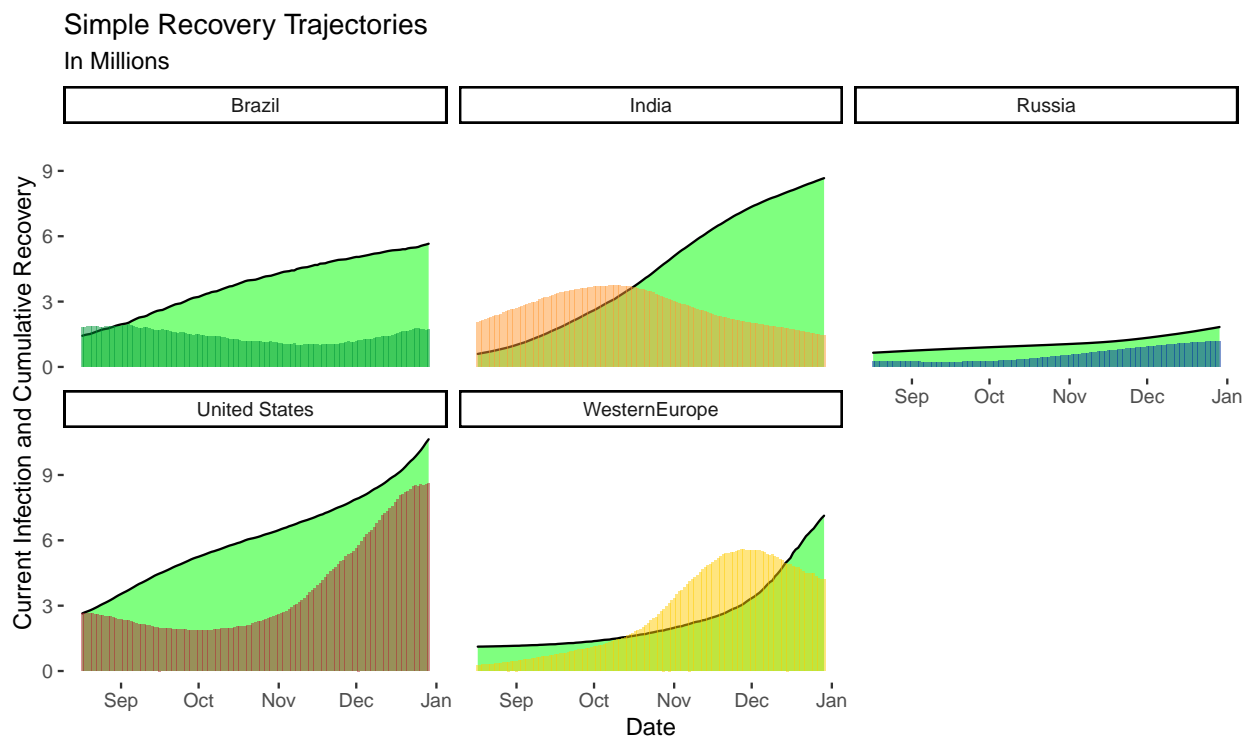 Simple Recovery Trajectories
In Millions
Brazil
India
Russia
9
6
3
0
Sep
Oct
Nov
Dec
Jan
United States
WesternEurope
9
6
3
0
Sep
Oct
Nov
Dec
Jan
Sep
Oct
Nov
Dec
Jan
Date
Current Infection and Cumulative Recovery